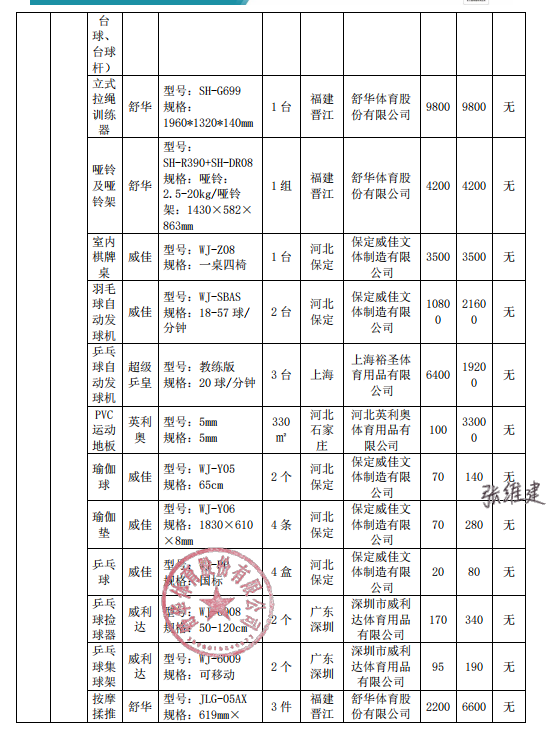 台
球、
台球
杆）
立式
拉绳
训练
器
舒华
型号：SH-G699
规格：
1960*1320*140mm
1 台
福建
晋江
舒华体育股
份有限公司
9800
9800
无
哑铃
及哑
铃架
舒华
型号：
SH-R390+SH-DR08
规格：哑铃：
2.5-20kg/哑铃
架：1430×582×
863mm
1 组
福建
晋江
舒华体育股
份有限公司
4200
4200
无
室内
棋牌
桌
威佳
型号：WJ-Z08
规格：一桌四椅
1 台
河北
保定
保定威佳文
体制造有限
公司
3500
3500
无
羽毛
球自
动发
球机
威佳
型号：WJ-SBAS
规格：18-57 球/
分钟
2 台
河北
保定
保定威佳文
体制造有限
公司
1080
0
2160
0
无
乒乓
球自
动发
球机
超级
乒皇
型号：教练版
规格：20 球/分钟
3 台
上海
上海裕圣体
育用品有限
公司
6400
1920
0
无
PVC
运动
地板
英利
奥
型号：5mm
规格：5mm
330
㎡
河北
石家
庄
河北英利奥
体育用品有
限公司
100
3300
0
无
瑜伽
球
威佳
型号：WJ-Y05
规格：65cm
2 个
河北
保定
保定威佳文
体制造有限
公司
70
140
无
张维建
瑜伽
垫
威佳
型号：WJ-Y06
规格：1830×610
×8mm
4 条
河北
保定
保定威佳文
体制造有限
公司
70
280
无
乒乓
球
威佳
型号：
规格：国标
4 盒
河北
保定
保定威佳文
体制造有限
公司
20
80
无
乒乓
球捡
球器
威利
达
型号：
规格：50-120cm
2 个
广东
深圳
深圳市威利
达体育用品
有限公司
170
340
无
乒乓
球集
球架
威利
达
型号：WJ-6009
规格：可移动
2 个
广东
深圳
深圳市威利
达体育用品
有限公司
95
190
无
按摩
揉推
舒华
型号：JLG-05AX
规格：619mm×
3 件
福建
晋江
舒华体育股
份有限公司
2200
6600
无